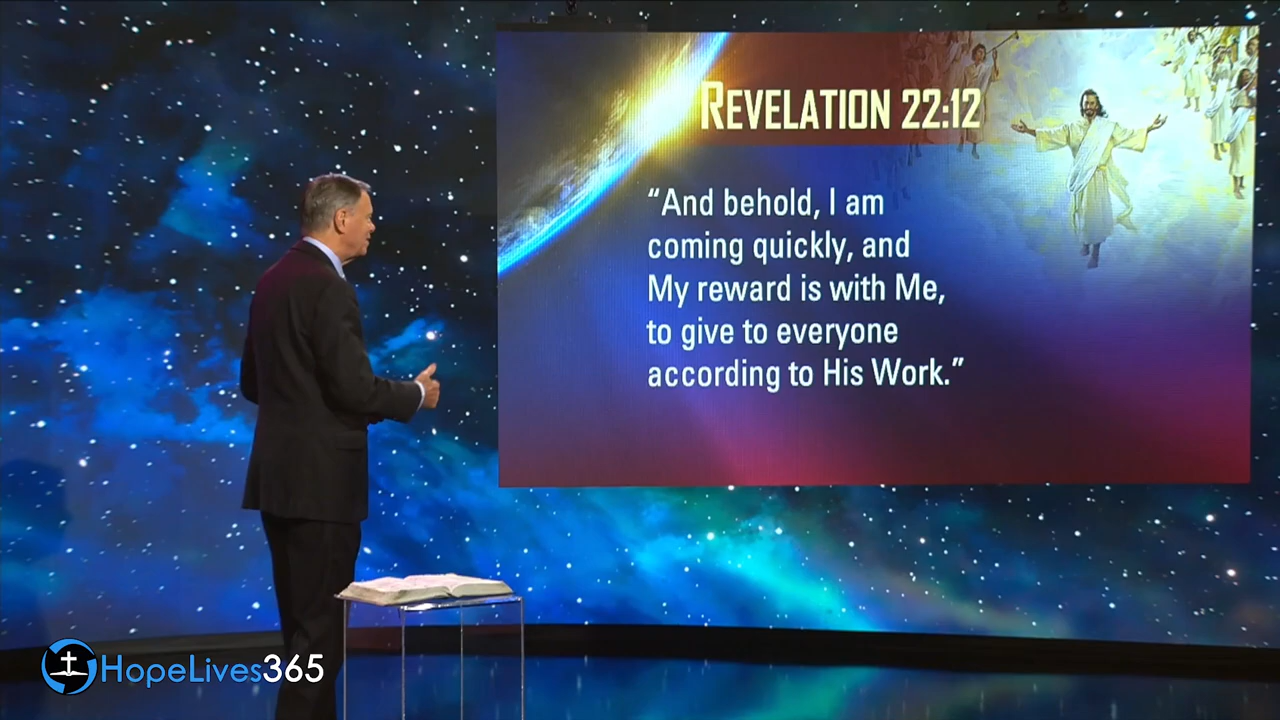 REVELATION 22:12
“And behold, I am
coming quickly, and
My reward is with Me,
to give to everyone
according to His Work.”
HopeLives365